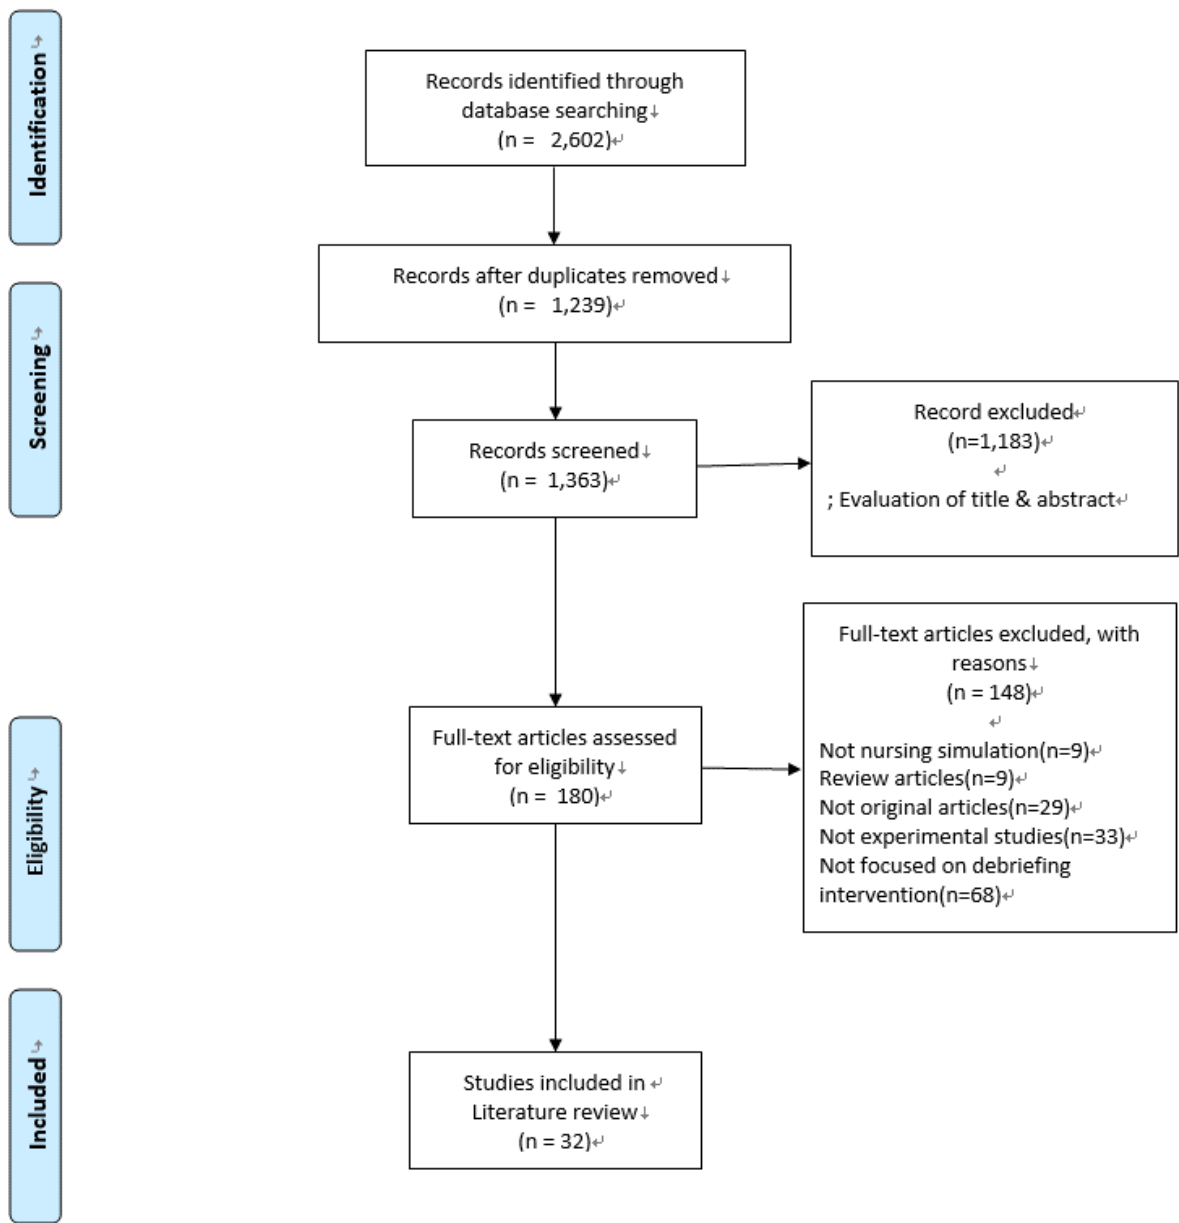 Identification
Records identified through
database searching↓
(n =   2,602)↵
Records after duplicates removed↓
(n =   1,239)↵
Screening
Records screened↓
(n =  1,363)↵
Record excluded↵
(n=1,183)↵
↵
; Evaluation of title & abstract↵
Eligibility
Full-text articles assessed
for eligibility↓
(n =  180)↵
Full-text articles excluded, with
reasons↓
(n = 148)↵
↵
Not nursing simulation(n=9)↵
Review articles(n=9)↵
Not original articles(n=29)↵
Not experimental studies(n=33)↵
Not focused on debriefing
intervention(n=68)↵
Included
Studies included in ↵
Literature review↓
(n = 32)↵